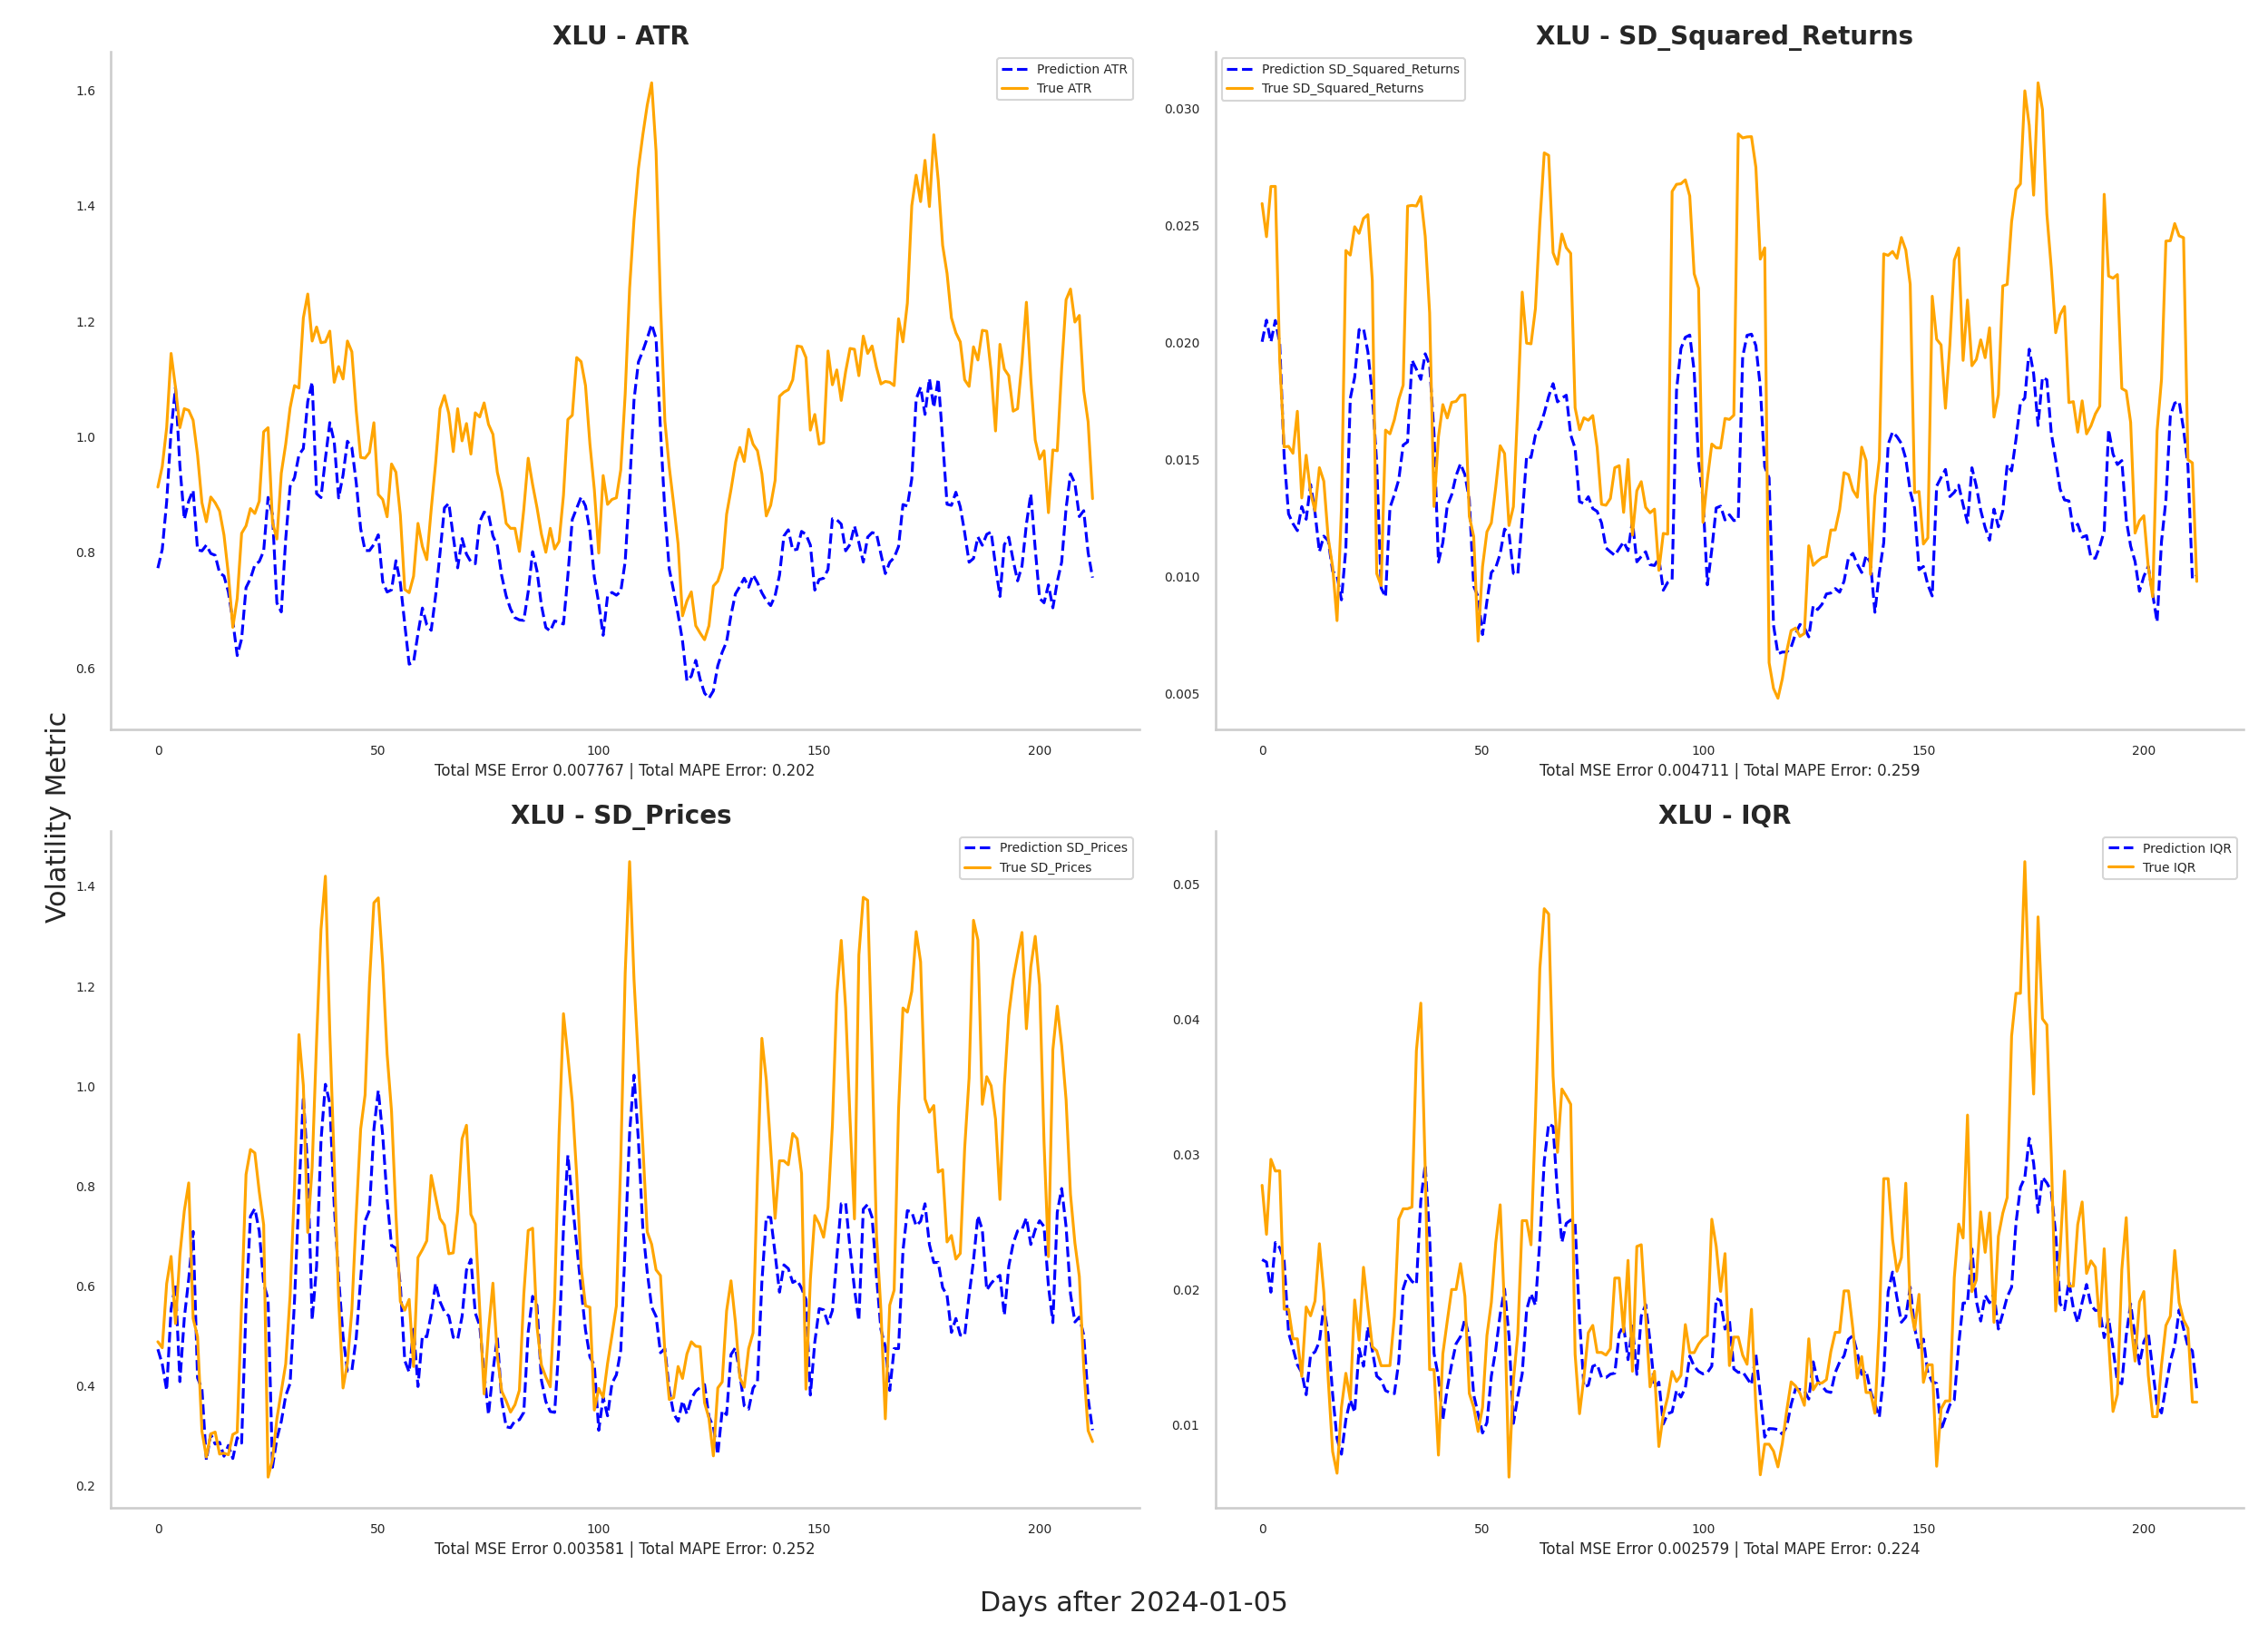 XLU - ATR
Prediction ATR
True ATR
1.6
1.4
1.2
1.0
0.8
0.6
0
50
100
150
200
Total MSE Error 0.007767 | Total MAPE Error: 0.202
XLU - SD_Squared_Returns
Prediction SD_Squared_Returns
True SD_Squared_Returns
0.030
0.025
0.020
0.015
0.010
0.005
0
50
100
150
200
Total MSE Error 0.004711 | Total MAPE Error: 0.259
Volatility Metric
XLU - SD_Prices
Prediction SD_Prices
True SD_Prices
1.4
1.2
1.0
0.8
0.6
0.4
0.2
0
50
100
150
200
Total MSE Error 0.003581 | Total MAPE Error: 0.252
XLU - IQR
Prediction IQR
True IQR
0.05
0.04
0.03
0.02
0.01
0
50
100
150
200
Total MSE Error 0.002579 | Total MAPE Error: 0.224
Days after 2024-01-05